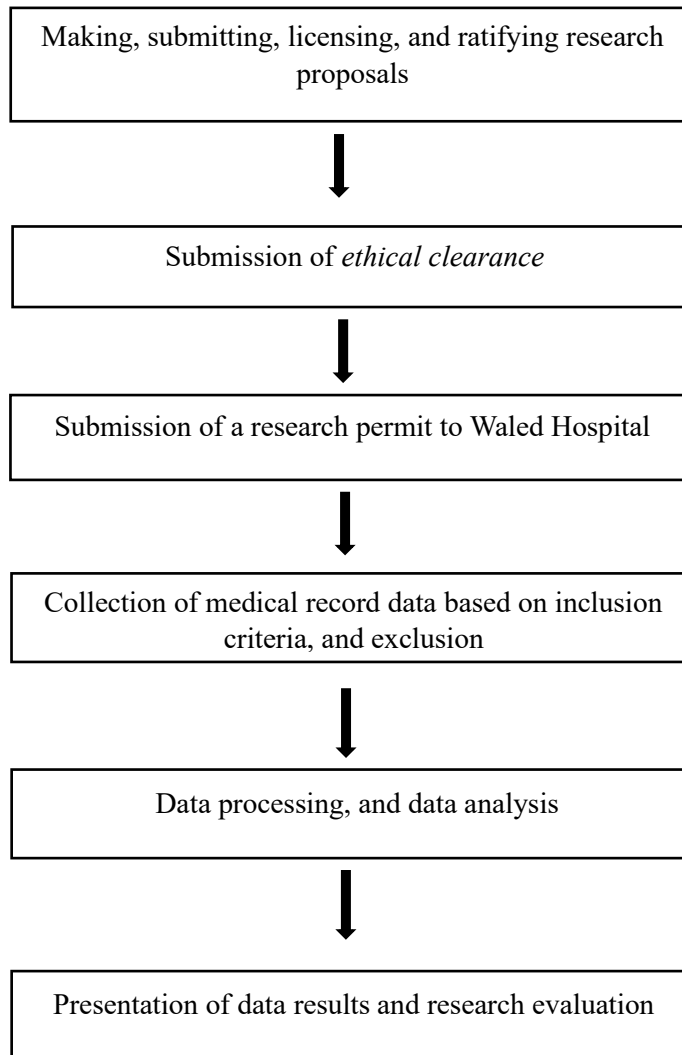 Making, submitting, licensing, and ratifying research
proposals
Submission of ethical clearance
Submission of a research permit to Waled Hospital
Collection of medical record data based on inclusion
criteria, and exclusion
Data processing, and data analysis
Presentation of data results and research evaluation